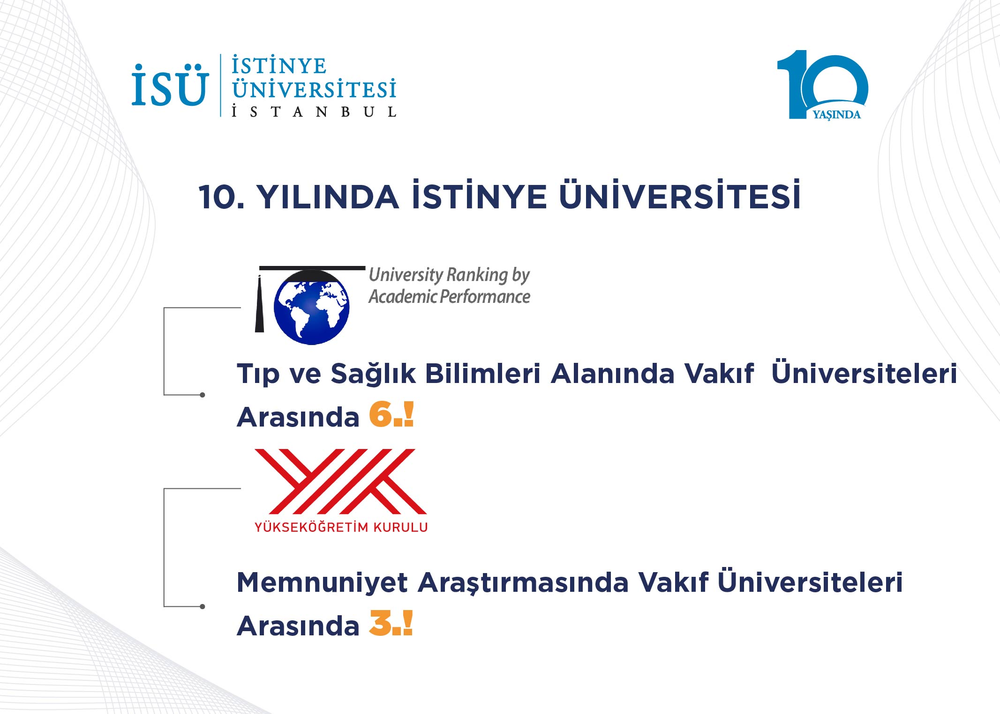 İSÜ
İSTİNYE
ÜNİVERSİTESİ
İSTANBUL
10
YAŞINDA
10. YILINDA İSTİNYE ÜNİVERSİTESİ
University Ranking by
Academic Performance
Tıp ve Sağlık Bilimleri Alanında Vakıf Üniversiteleri
Arasında 6.!
YÜKSEKÖĞRETİM KURULU
Memnuniyet Araştırmasında Vakıf Üniversiteleri
Arasında 3.!